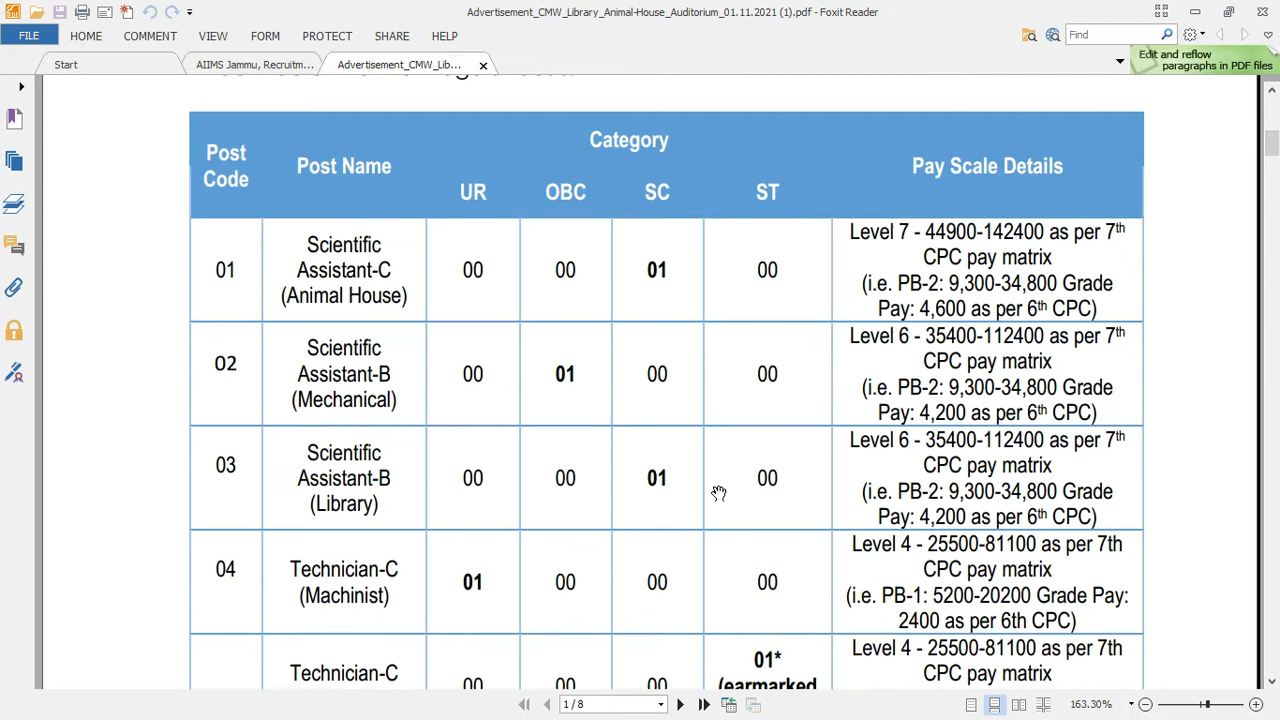 Advertisement_CMW_Library_Animal-House_Auditorium_01.11.2021 (1).pdf - Foxit Reader
FILE HOME COMMENT VIEW FORM PROTECT SHARE HELP
Find
Start AIIMS Jammu, Recruitm... Advertisement_CMW_Lib...
Edit and reflow
paragraphs in PDF files
Post Code
Post Name
Category
UR OBC SC ST
Pay Scale Details
01
Scientific
Assistant-C
(Animal House)
00 00 01 00
Level 7 - 44900-142400 as per 7th
CPC pay matrix
(i.e. PB-2: 9,300-34,800 Grade
Pay: 4,600 as per 6th CPC)
02
Scientific
Assistant-B
(Mechanical)
00 01 00 00
Level 6 - 35400-112400 as per 7th
CPC pay matrix
(i.e. PB-2: 9,300-34,800 Grade
Pay: 4,200 as per 6th CPC)
03
Scientific
Assistant-B
(Library)
00 00 01 00
Level 6 - 35400-112400 as per 7th
CPC pay matrix
(i.e. PB-2: 9,300-34,800 Grade
Pay: 4,200 as per 6th CPC)
04
Technician-C
(Machinist)
01 00 00 00
Level 4 - 25500-81100 as per 7th
CPC pay matrix
(i.e. PB-1: 5200-20200 Grade Pay:
2400 as per 6th CPC)
Technician-C
00 00 00
01*
(earmarked
Level 4 - 25500-81100 as per 7th
CPC pay matrix
1 / 8
163.30%